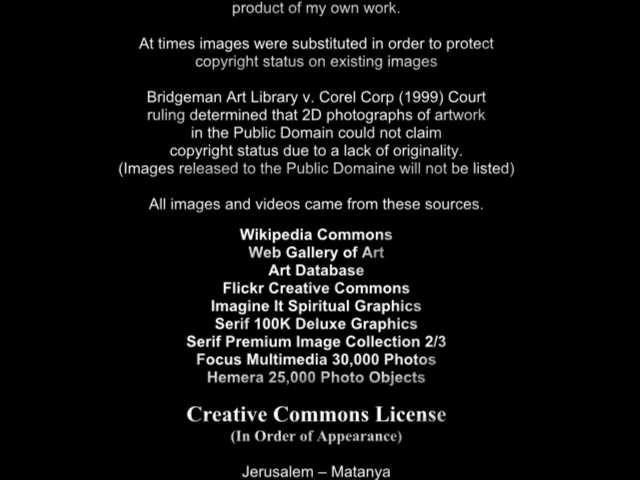 product of my own work.
At times images were substituted in order to protect
copyright status on existing images
Bridgeman Art Library v. Corel Corp (1999) Court
ruling determined that 2D photographs of artwork
in the Public Domain could not claim
copyright status due to a lack of originality.
(Images released to the Public Domaine will not be listed)
All images and videos came from these sources.
Wikipedia Commons
Web Gallery of Art
Art Database
Flickr Creative Commons
Imagine It Spiritual Graphics
Serif 100K Deluxe Graphics
Serif Premium Image Collection 2/3
Focus Multimedia 30,000 Photos
Hemera 25,000 Photo Objects
Creative Commons License
(In Order of Appearance)
Jerusalem – Matanya